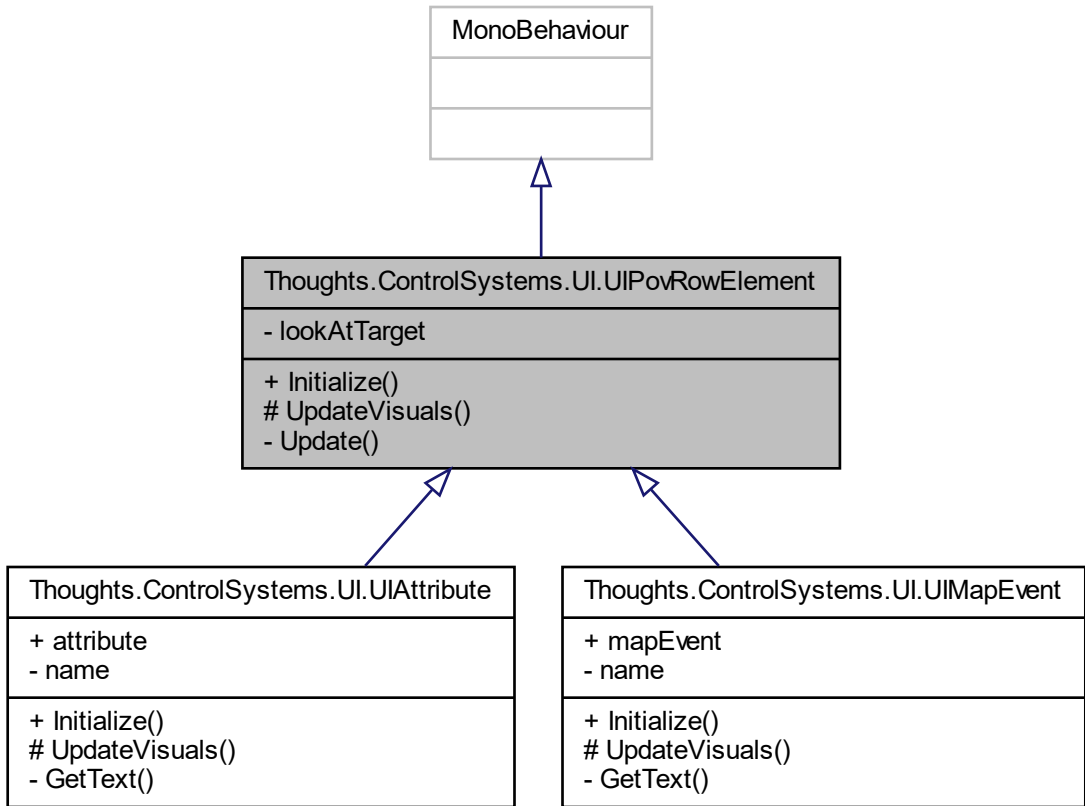 MonoBehaviour
Thoughts.ControlSystems.UI.UIPovRowElement
- lookAtTarget
+ Initialize()
# UpdateVisuals()
- Update()
Thoughts.ControlSystems.UI.UIAttribute
+ attribute
- name
+ Initialize()
# UpdateVisuals()
- GetText()
Thoughts.ControlSystems.UI.UIMapEvent
+ mapEvent
- name
+ Initialize()
# UpdateVisuals()
- GetText()